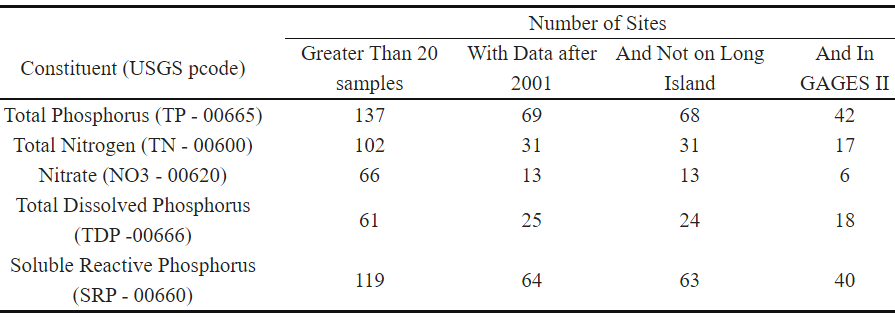 Number of Sites
Constituent (USGS pcode)
Greater Than 20 samples
With Data after 2001
And Not on Long Island
And In GAGES II
Total Phosphorus (TP - 00665) 137 69 68 42
Total Nitrogen (TN - 00600) 102 31 31 17
Nitrate (NO3 - 00620) 66 13 13 6
Total Dissolved Phosphorus
(TDP -00666) 61 25 24 18
Soluble Reactive Phosphorus
(SRP - 00660) 119 64 63 40